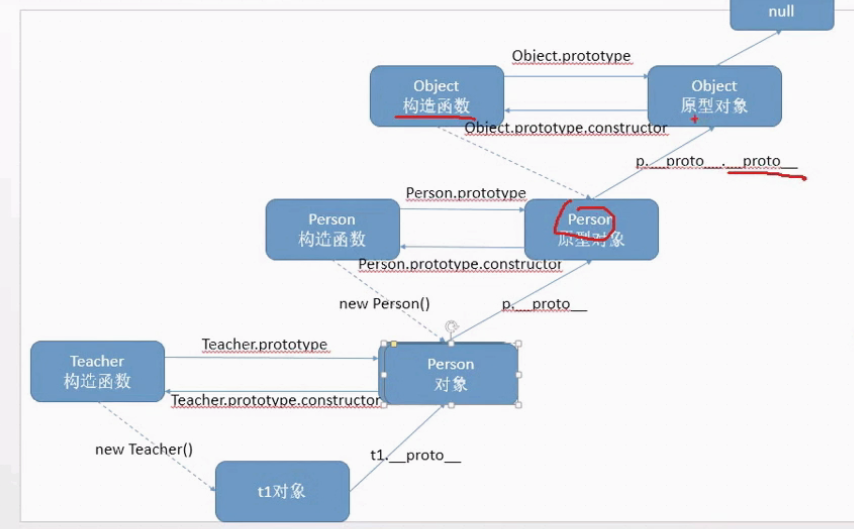 null
Object.prototype
Object
构造函数
Object
原型对象
Object.prototype.constructor
p.__proto__.__proto__
Person.prototype
Person
构造函数
Person
原型对象
Person.prototype.constructor
new Person()
p.__proto__
Teacher.prototype
Teacher
构造函数
Person
对象
Teacher.prototype.constructor
new Teacher()
t1.__proto__
t1对象